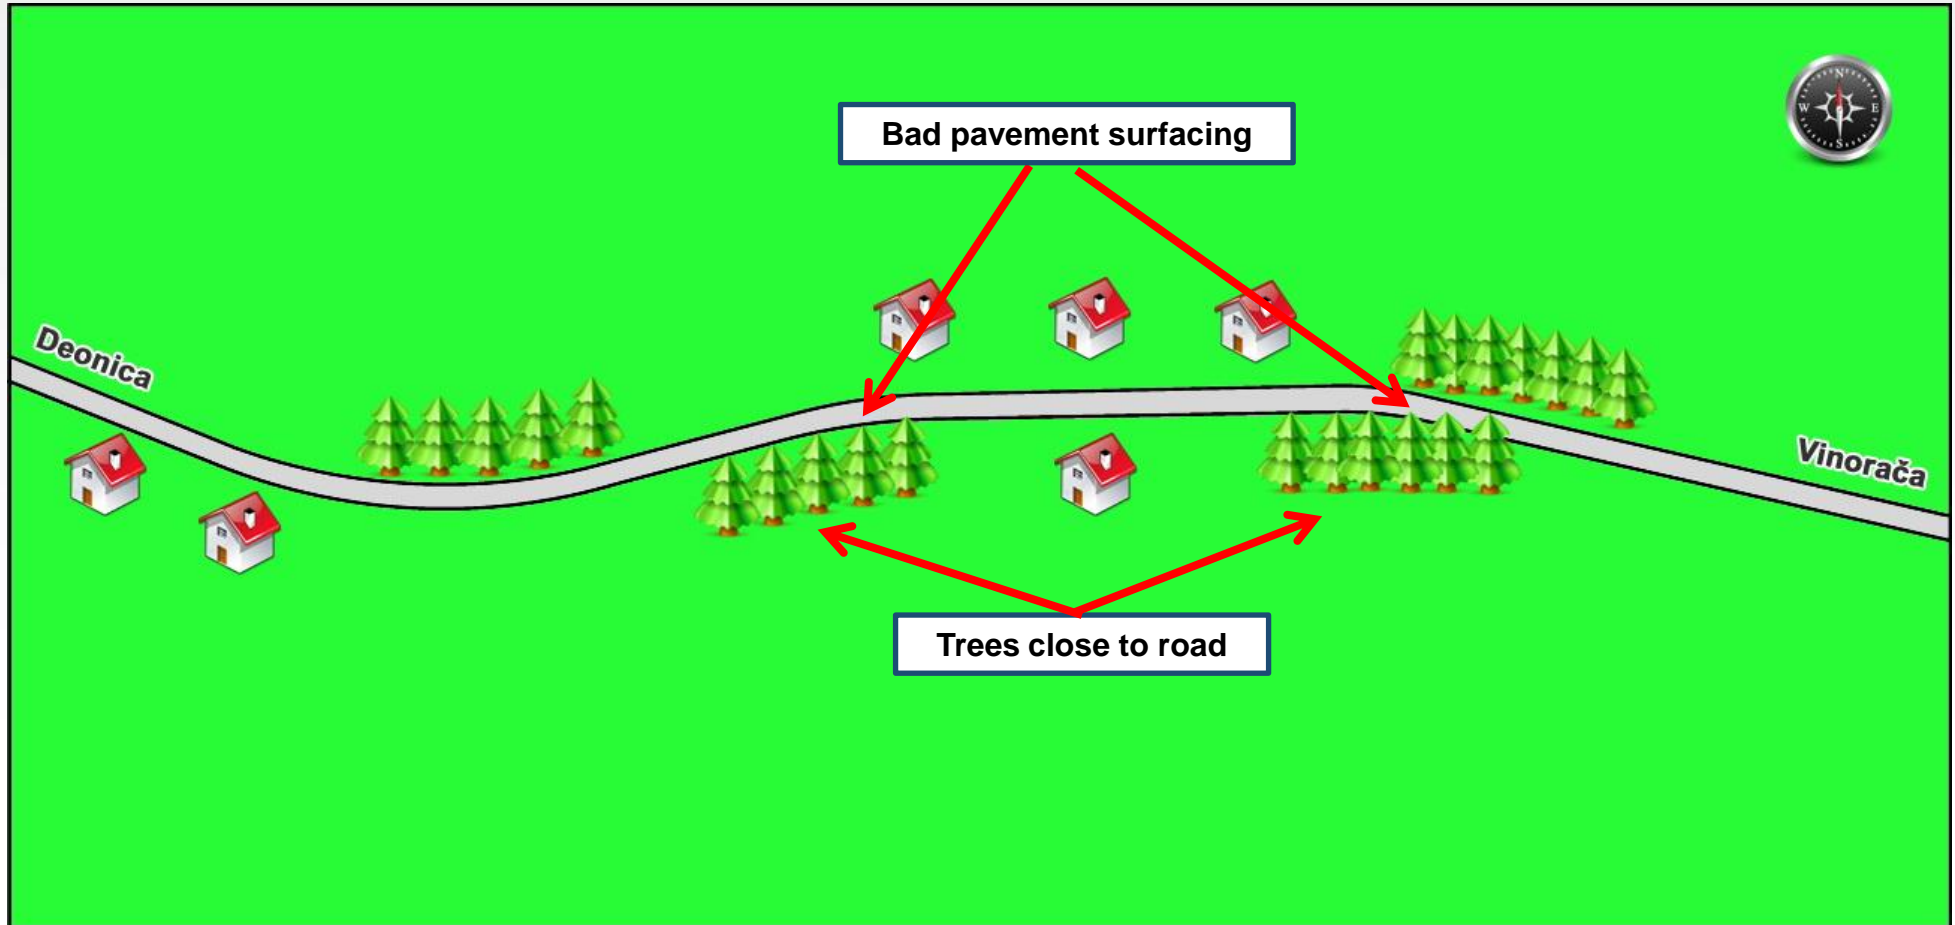 Bad pavement surfacing
N
W
E
S
Deonica
Vinorača
Trees close to road